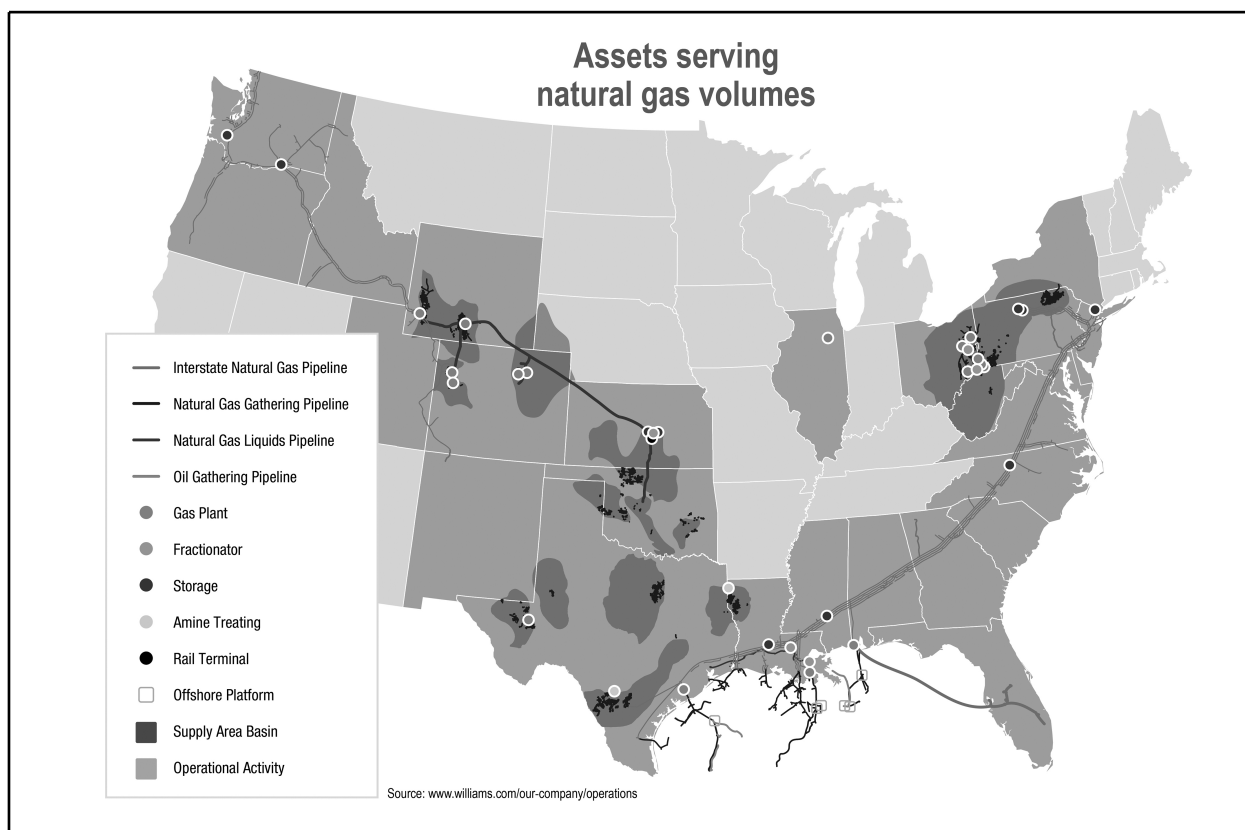 Assets serving
natural gas volumes
Interstate Natural Gas Pipeline
Natural Gas Gathering Pipeline
Natural Gas Liquids Pipeline
Oil Gathering Pipeline
Gas Plant
Fractionator
Storage
Amine Treating
Rail Terminal
Offshore Platform
Supply Area Basin
Operational Activity
Source: www.williams.com/our-company/operations